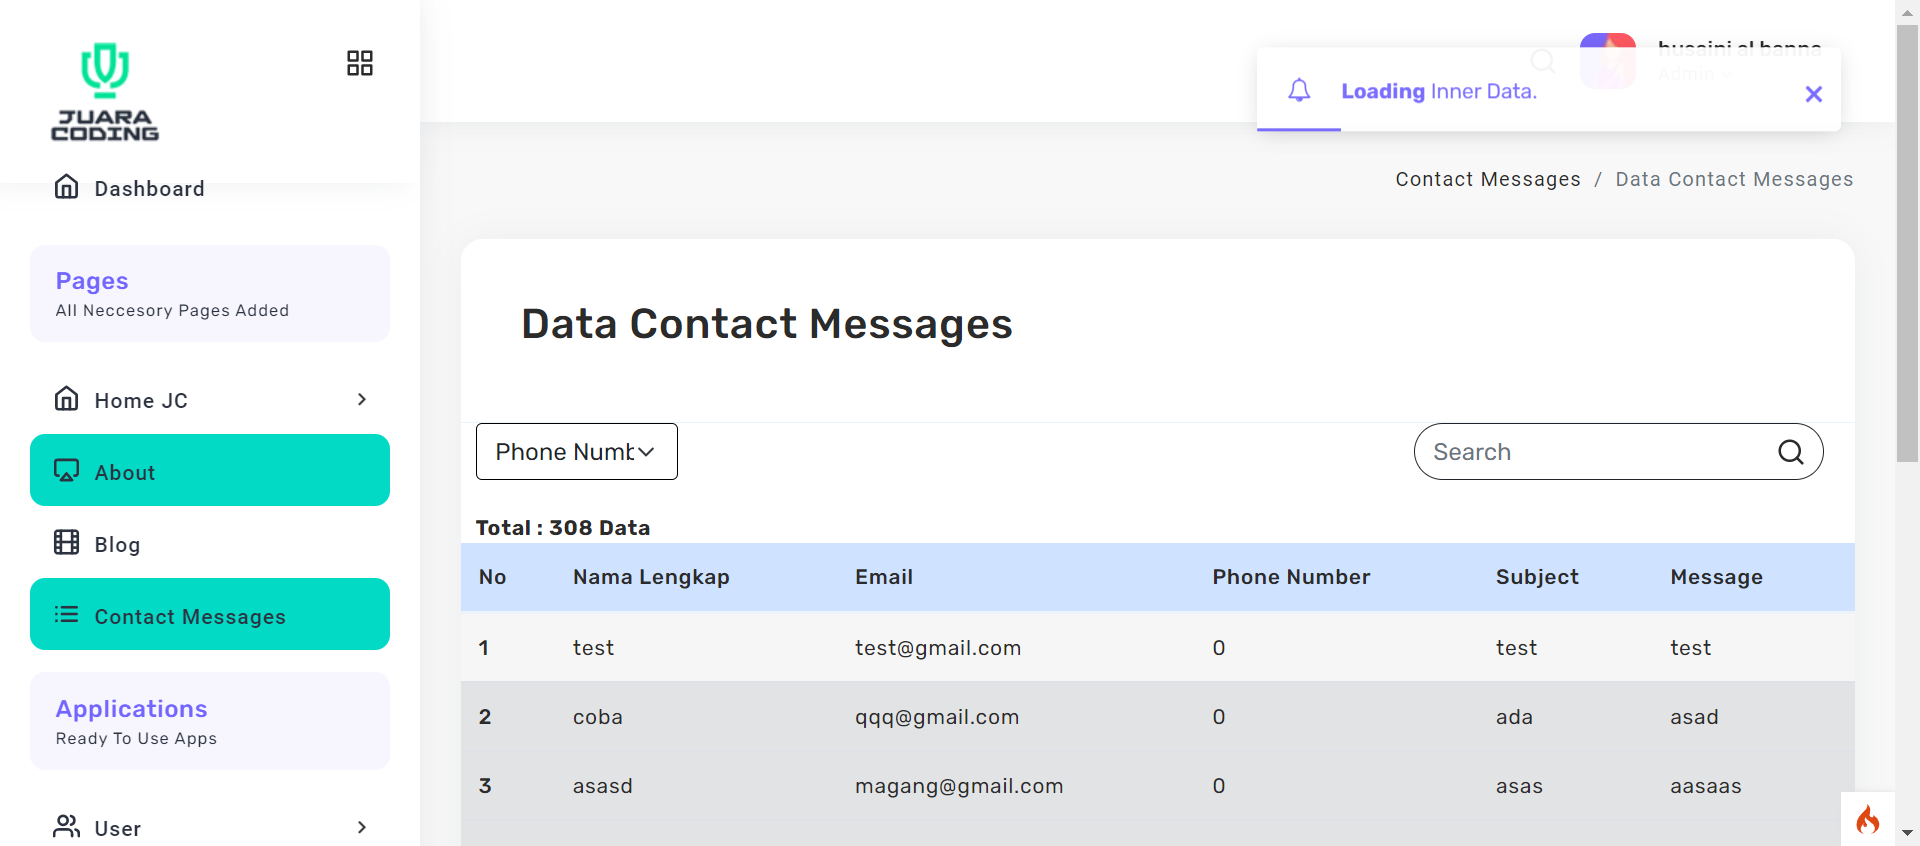 JUARA
CODING
Dashboard
Pages
All Neccesory Pages Added
Home JC
About
Blog
Contact Messages
Applications
Ready To Use Apps
User
husaini al banna
Admin
Loading Inner Data.
Contact Messages / Data Contact Messages
Data Contact Messages
Phone Numb
Search
Total : 308 Data
No Nama Lengkap Email Phone Number Subject Message
1 test test@gmail.com 0 test test
2 coba qqq@gmail.com 0 ada asad
3 asasd magang@gmail.com 0 asas aasaas